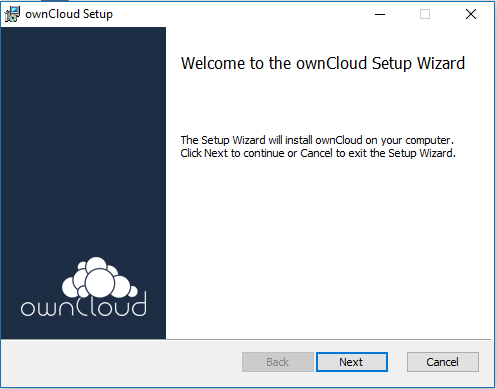 ownCloud Setup
Welcome to the ownCloud Setup Wizard
The Setup Wizard will install ownCloud on your computer.
Click Next to continue or Cancel to exit the Setup Wizard.
ownCloud
Back
Next
Cancel